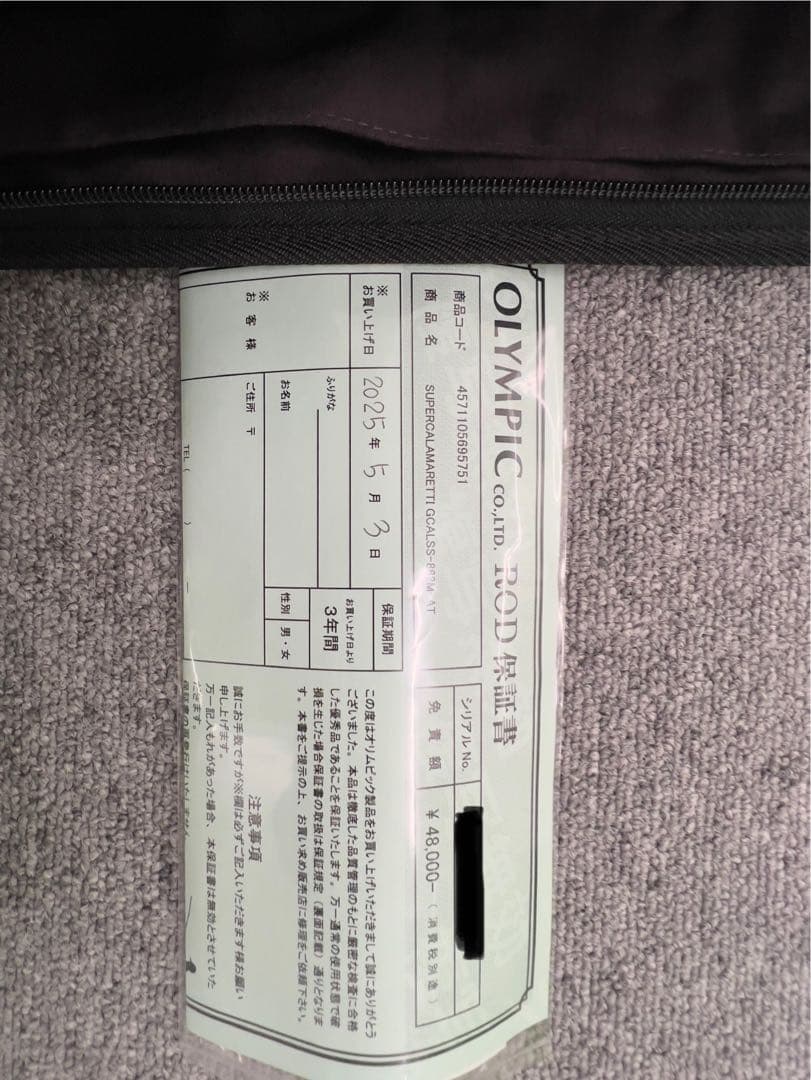 OLYMPIC CO.,LTD. ROD 保証書
商品コード 4571105695751
商品名 SUPERCALAMARETTI GCALSS-
シリアルNo.
免責額 ¥48,000-(消費税別途)
※お買い上げ日 2025年5月3日
保証期間
お買い上げ日より
3年間
※お客様
ふりがな
お名前
性別 男・女
ご住所 〒
TEL ( ) -
この度はオリムピック製品をお買い上げいただきまして誠にありがとう
ございました。本品は徹底した品質管理のもとに厳密な検査に合格
した優秀品であることを保証いたします。万一通常の使用状態で破
損を生じた場合保証書の取扱は保証規定(裏面記載)通りとなりま
す。本書をご提示の上、お買い求め販売店に修理をご依頼下さい。
注意事項
誠にお手数ですが※欄は必ずご記入いただきます様お願い
申し上げます。
万一記入もれがあった場合、本保証書は無効とさせていた
だきます。